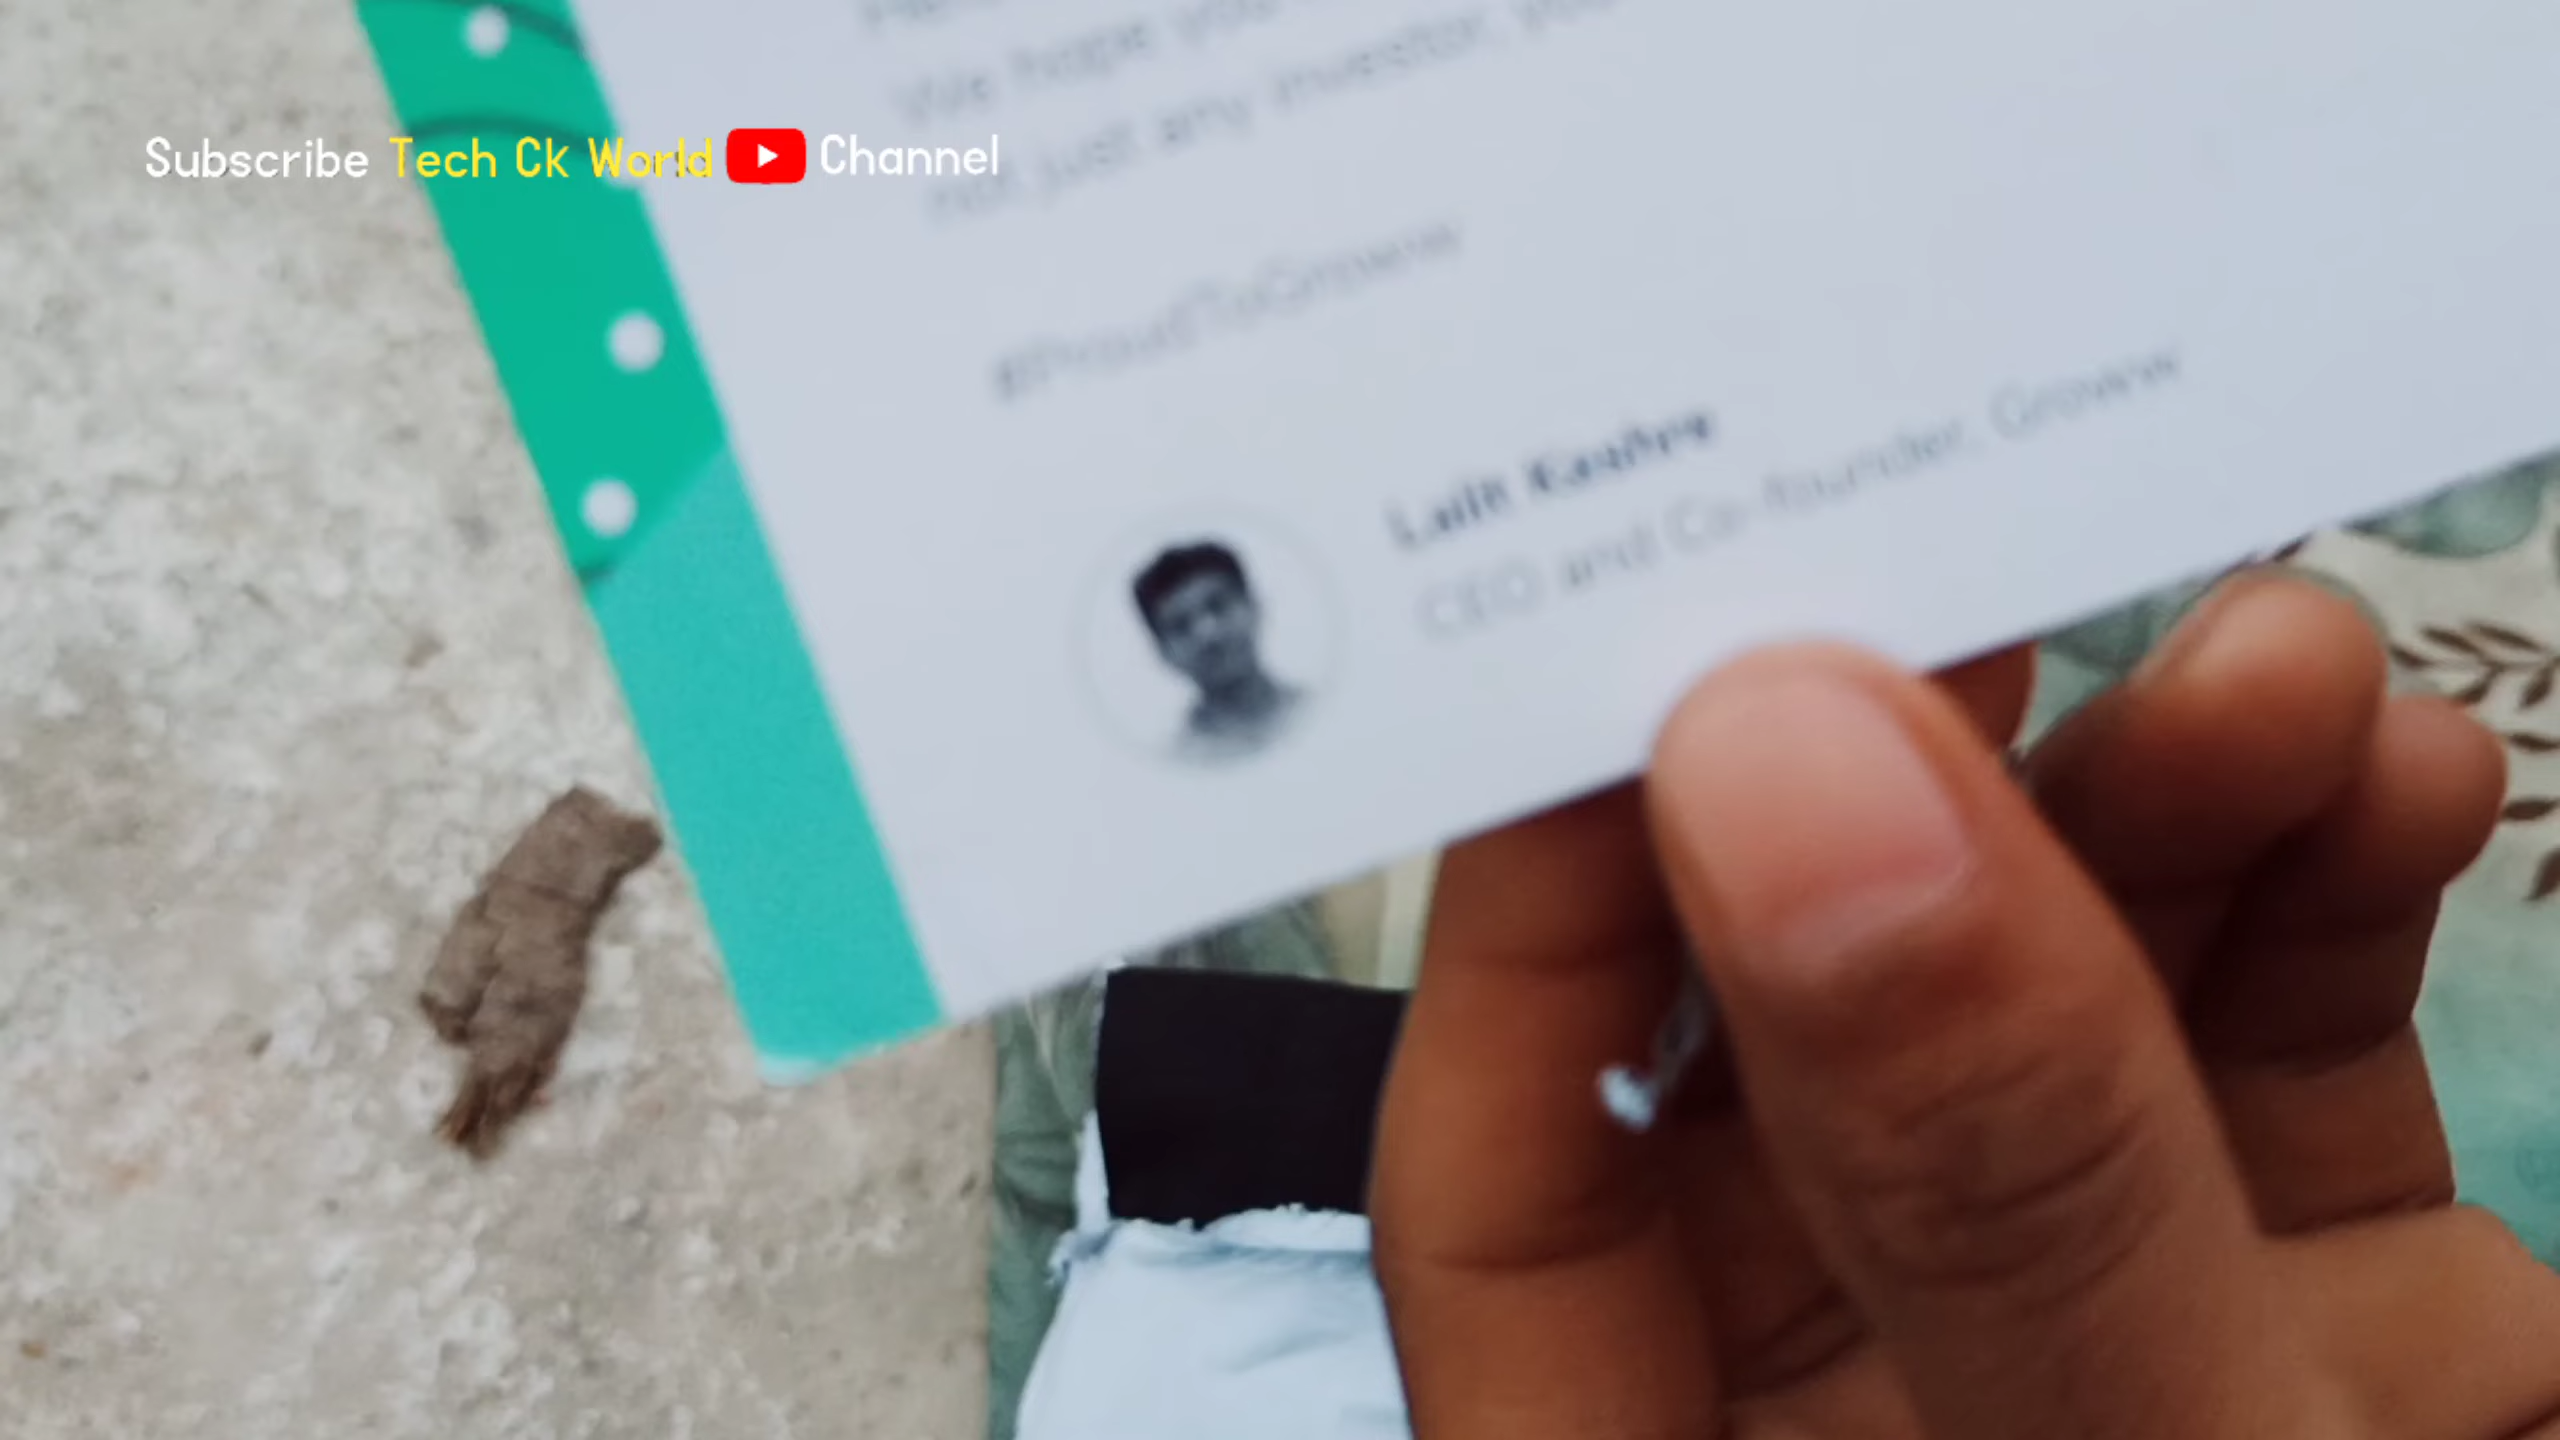 We hope you
not just any investor, you
Subscribe Tech Ck World Channel
#ProudToGroww
Lalit Keshre
CEO and Co-founder, Groww